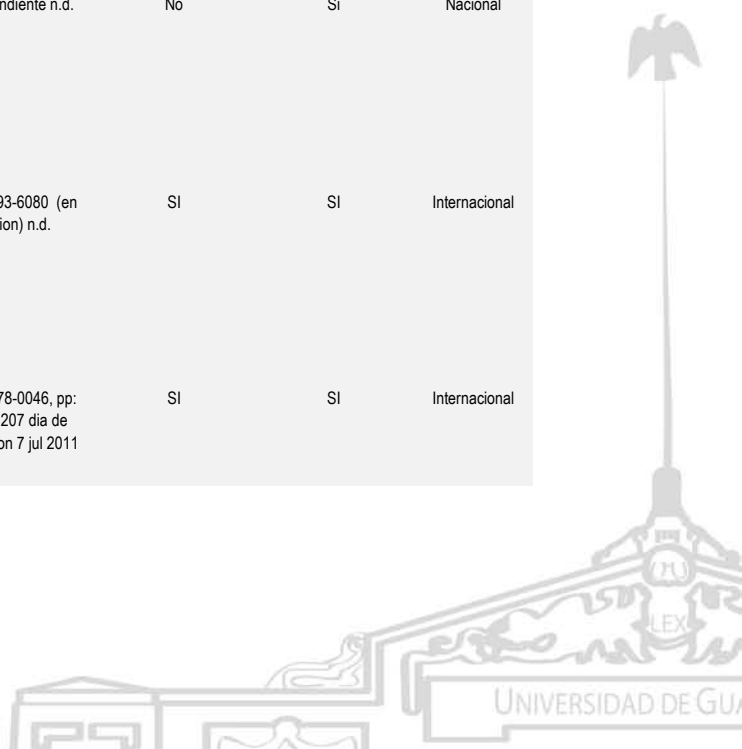 ndiente n.d. No Si Nacional
93-6080 (en SI SI Internacional
ion) n.d.
78-0046, pp: SI SI Internacional
207 dia de
on 7 jul 2011
LEX
UNIVERSIDAD DE GUA